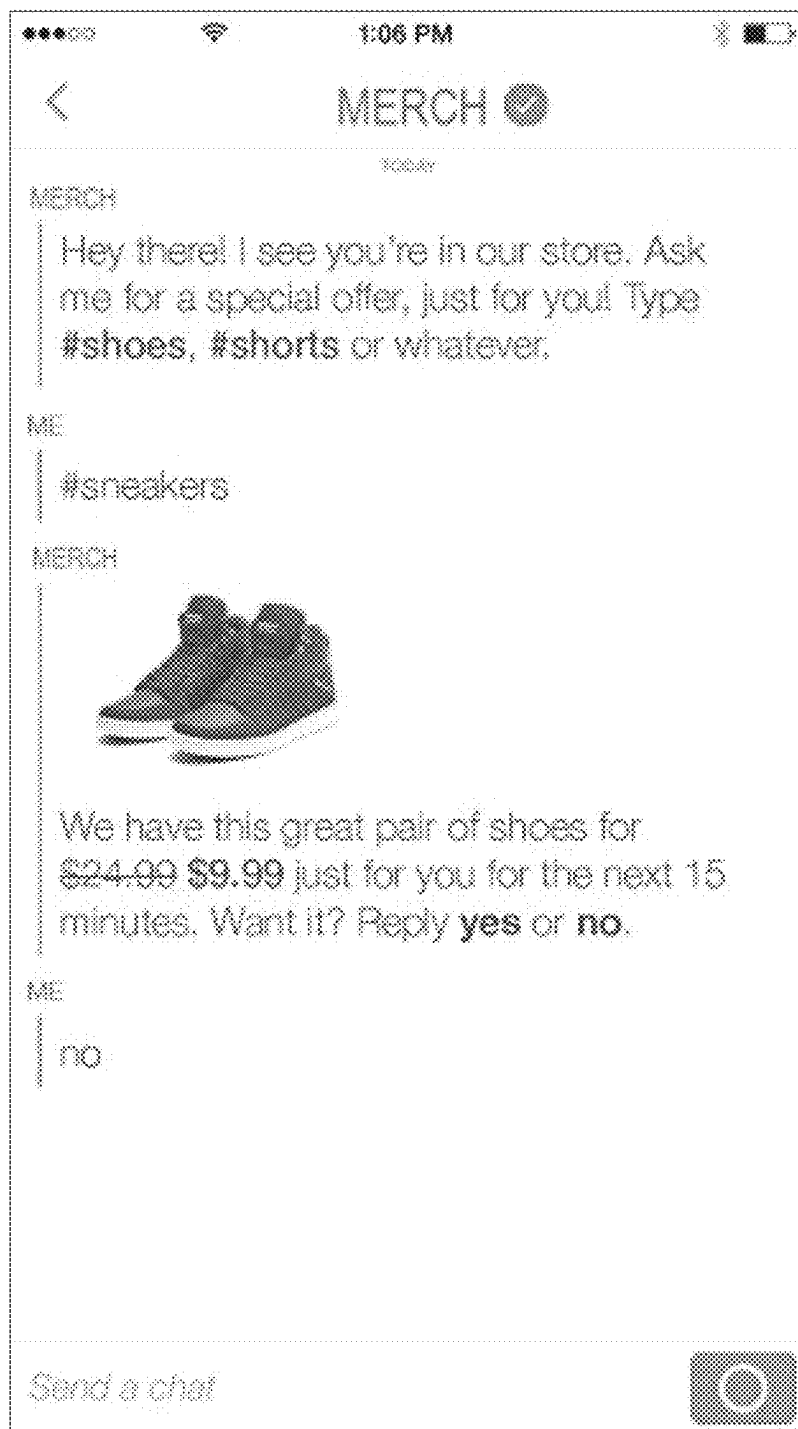 1:06 PM
MERCH
TODAY
MERCH
Hey there! I see you're in our store. Ask
me for a special offer, just for you! Type
#shoes, #shorts or whatever.
ME
#sneakers
MERCH
We have this great pair of shoes for
$24.99 $9.99 just for you for the next 15
minutes. Want it? Reply yes or no.
ME
no
Send a chat